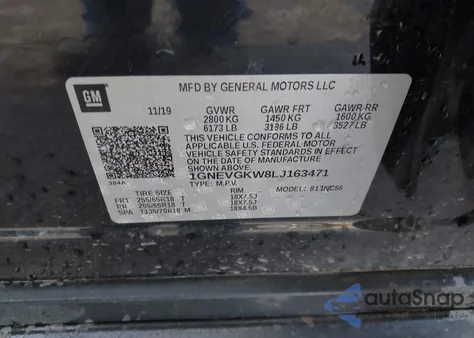 GM
MFD BY GENERAL MOTORS LLC
11/19 GVWR GAWR FRT GAWR RR
2800 KG 1450 KG 1600 KG
6173 LB 3196 LB 3527 LB
THIS VEHICLE CONFORMS TO ALL
APPLICABLE U.S. FEDERAL MOTOR
VEHICLE SAFETY STANDARDS IN EFFECT
ON THE DATE OF MANUFACTURE
SHOWN ABOVE.
1GNEVGKW8LJ163471
TYPE: M.P.V. MODEL:
TIRE SIZE RIM
FRT 255/65R18 T 18X7.5J
RR 255/65R18 T 18X7.5J
SPA T135/70R18 M 18X4.5B
autoSnap